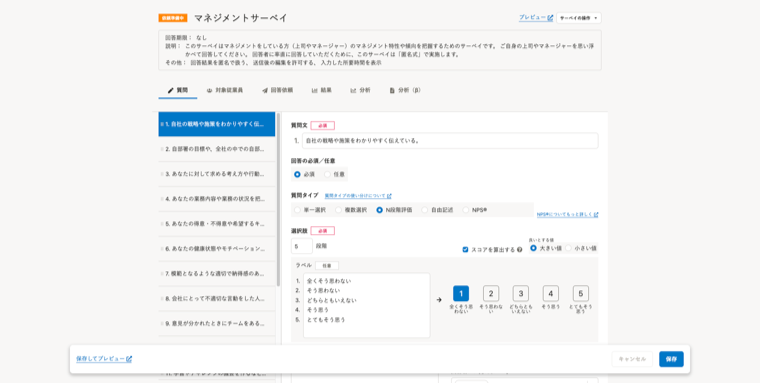 回答準備中 マネジメントサーベイ
プレビュー
サーベイの操作
回答期限： なし
説明： このサーベイはマネジメントをしている方（上司やマネージャー）のマネジメント特性や傾向を把握するためのサーベイです。 ご自身の上司やマネージャーを思い浮
かべて回答してください。 回答者に率直に回答していただくために、このサーベイは「匿名式」で実施します。
その他： 回答結果を匿名で扱う、 送信後の編集を許可する、 入力した所要時間を表示
質問
対象従業員
回答依頼
結果
分析
分析（β）
1. 自社の戦略や施策をわかりやすく伝...
2. 自部署の目標や、全社の中での自部...
3. あなたに対して求める考え方や行動...
4. あなたの業務内容や業務の状況を把...
5. あなたの得意・不得意や希望するキ...
6. あなたの健康状態やモチベーション...
7. 模範となるような適切で納得感のあ...
8. 会社にとって不適切な言動をした人...
9. 意見が分かれたときにチームをある...
質問文 必須
1. 自社の戦略や施策をわかりやすく伝えている。
回答の必須／任意
必須 任意
質問タイプ 質問タイプの使い分けについて
単一選択 複数選択 N段階評価 自由記述 NPS®
NPS®についてもっと詳しく
選択肢 必須
5 段階
スコアを算出する
良いとする値
大きい値 小さい値
ラベル 任意
1. 全くそう思わない
2. そう思わない
3. どちらともいえない
4. そう思う
5. とてもそう思う
1 2 3 4 5
全くそう思わない
そう思わない
どちらともいえない
そう思う
とてもそう思う
保存してプレビュー
キャンセル
保存